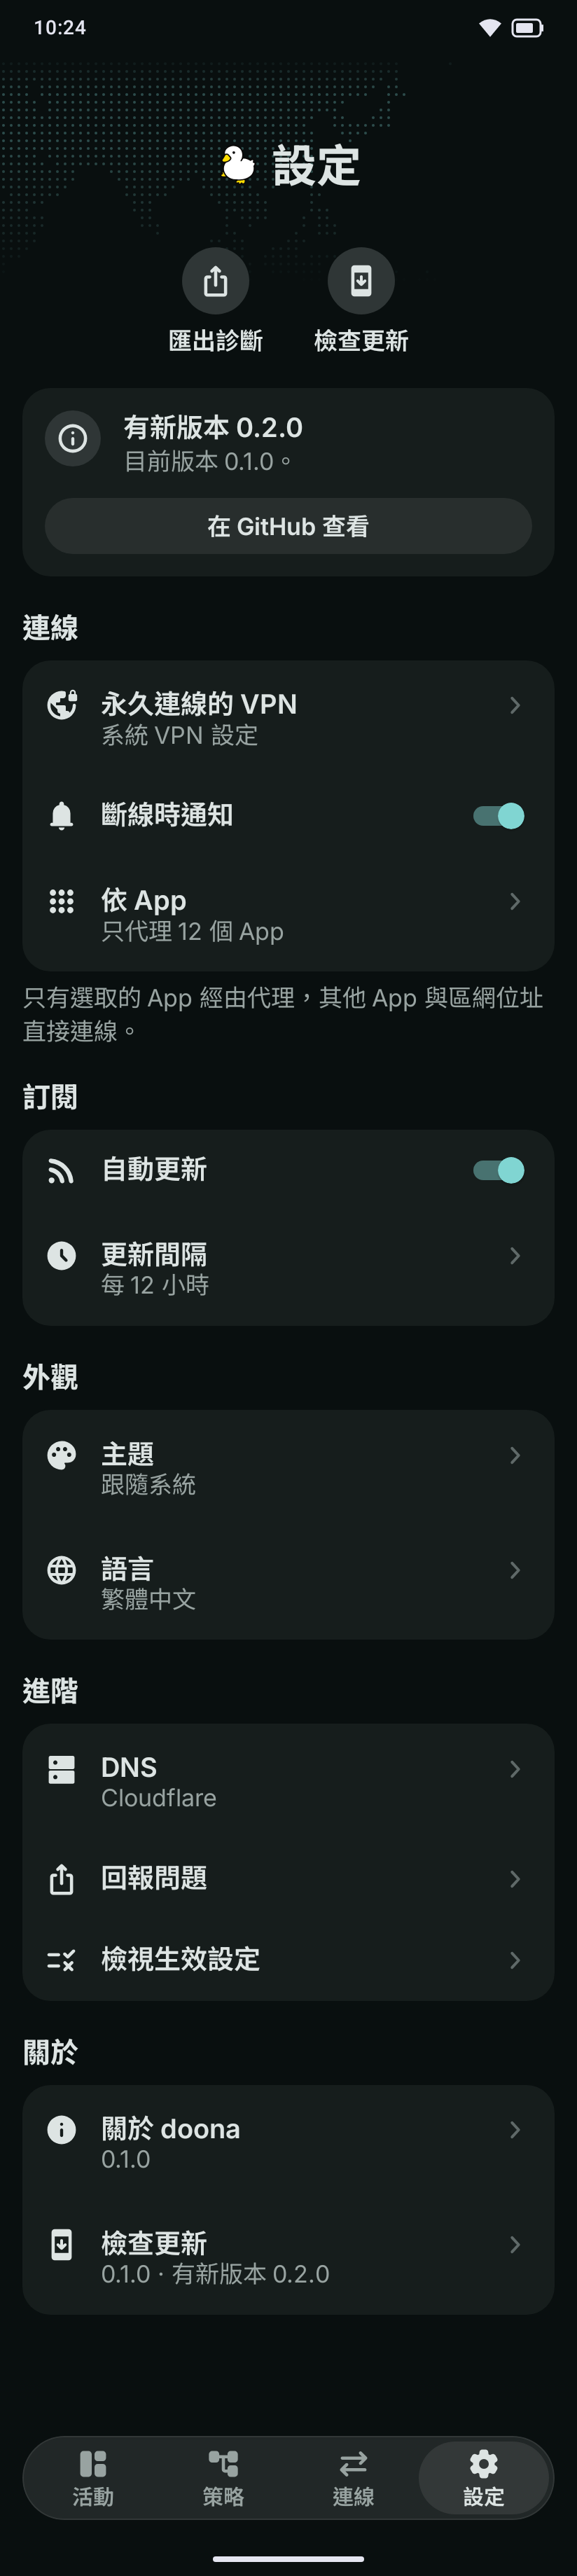 10:24
設定
匯出診斷
檢查更新
有新版本 0.2.0
目前版本 0.1.0。
在 GitHub 查看
連線
永久連線的 VPN
系統 VPN 設定
斷線時通知
依 App
只代理 12 個 App
只有選取的 App 經由代理，其他 App 與區網位址
直接連線。
訂閱
自動更新
更新間隔
每 12 小時
外觀
主題
跟隨系統
語言
繁體中文
進階
DNS
Cloudflare
回報問題
檢視生效設定
關於
關於 doona
0.1.0
檢查更新
0.1.0 · 有新版本 0.2.0
活動
策略
連線
設定